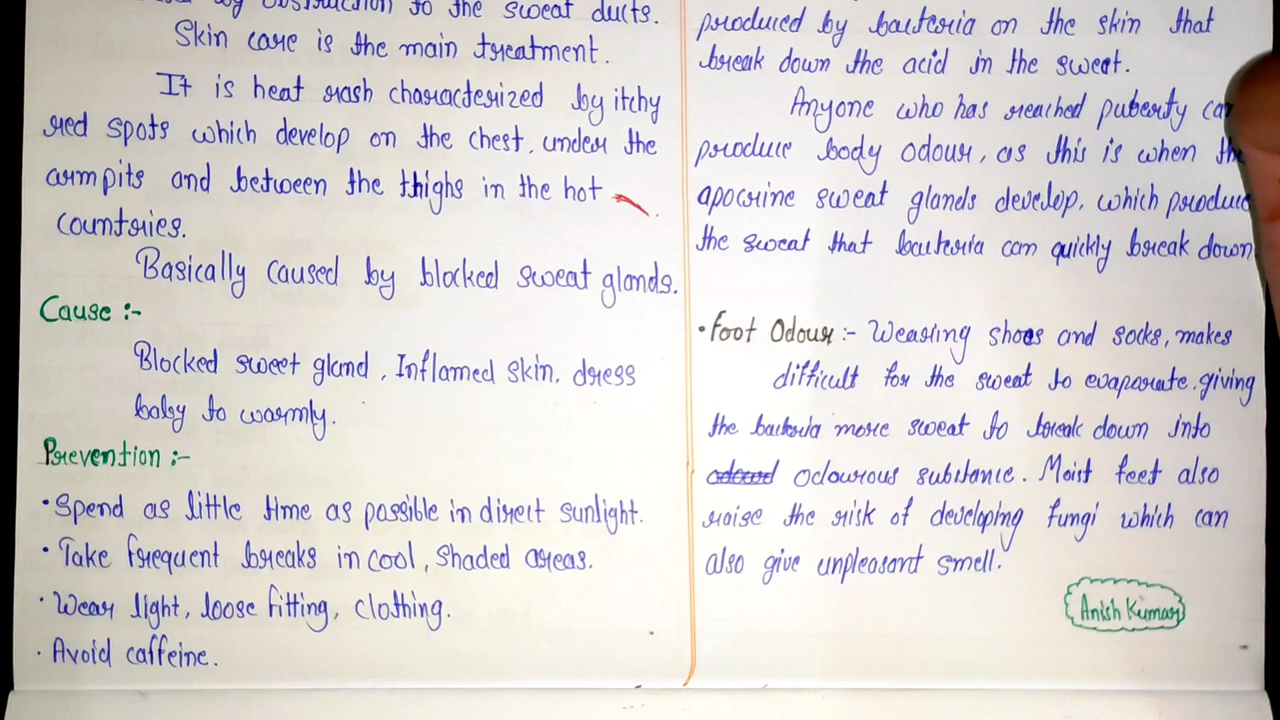 to the sweat ducts.
Skin care is the main treatment.
It is heat rash characterized by itchy
red spots which develop on the chest, under the
armpits and between the thighs in the hot
countries.
Basically caused by blocked sweat glands.
Cause :-
Blocked sweet gland, Inflamed skin, dress
baby to warmly.
Prevention :-
• Spend as little time as possible in direct sunlight.
• Take frequent breaks in cool, shaded areas.
• Wear light, loose fitting, clothing.
• Avoid caffeine.
produced by bacteria on the skin that
break down the acid in the sweat.
Anyone who has reached puberty can
produce body odour, as this is when the
apocrine sweat glands develop, which produce
the sweat that bacteria can quickly break down
• Foot Odour :- Wearing shoes and socks, makes
difficult for the sweat to evaporate, giving
the bacteria more sweat to break down into
odourous substance. Moist feet also
raise the risk of developing fungi which can
also give unpleasant smell.
Anish Kumar